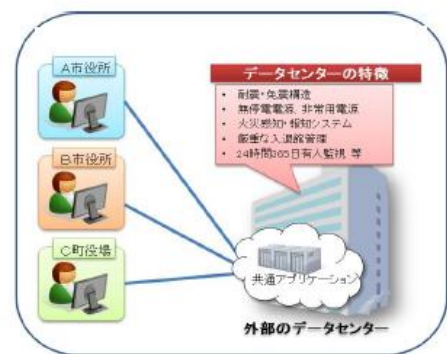 A市役所
B市役所
C町役場
データセンターの特徴
• 耐震・免震構造
• 無停電電源、非常用電源
• 火災感知・報知システム
• 厳重な入退館管理
• 24時間365日有人監視 等
共通アプリケーション
外部のデータセンター